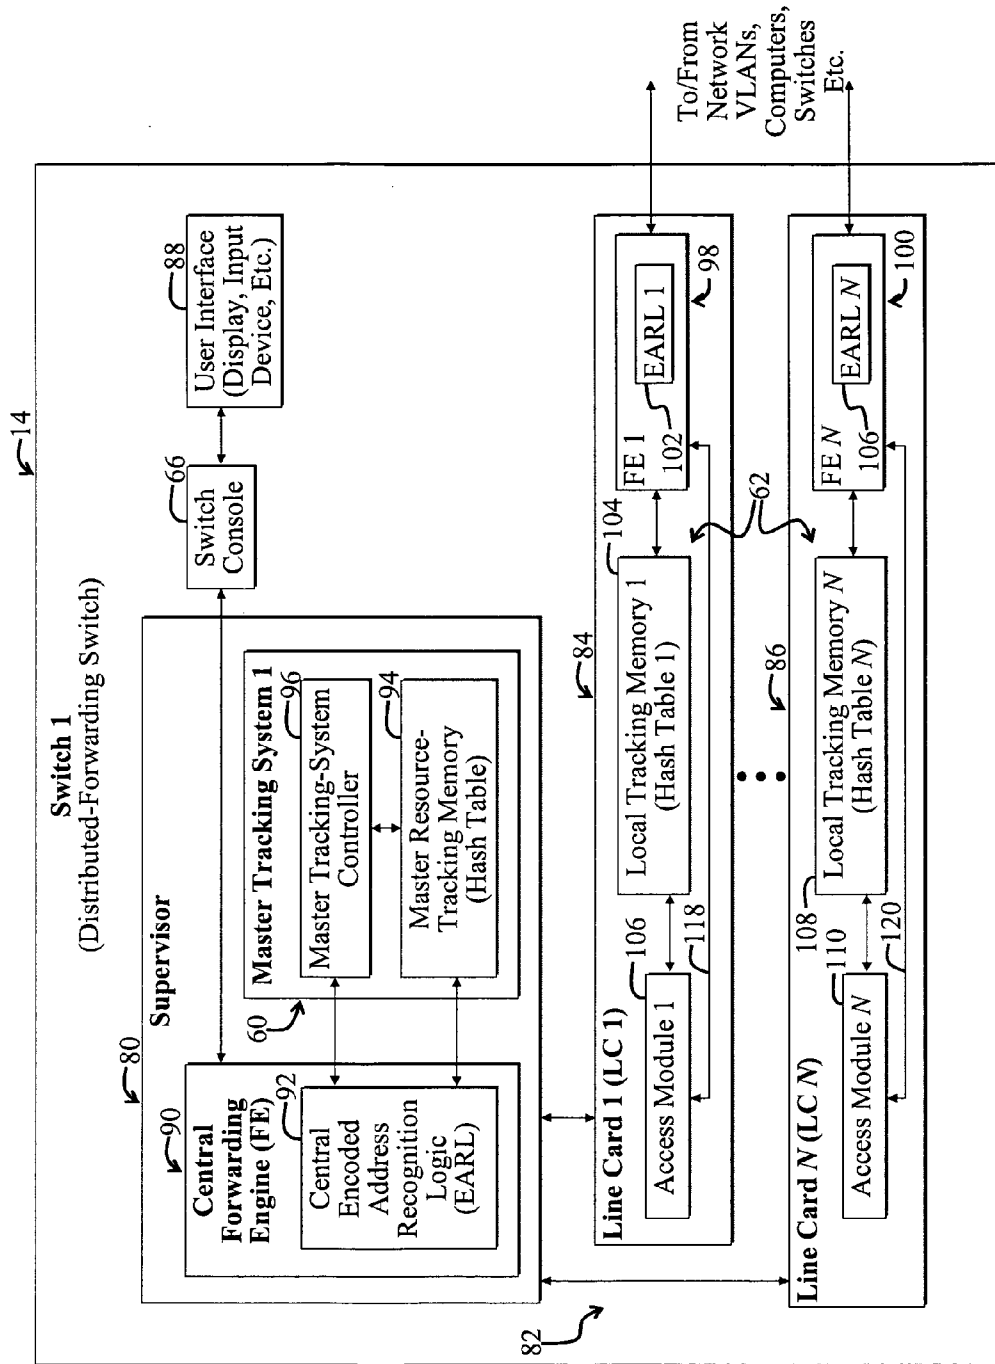 14
Switch 1
(Distributed-Forwarding Switch)
80
Supervisor
90
Central
Forwarding
Engine (FE)
92
Central
Encoded
Address
Recognition
Logic
(EARL)
60
Master Tracking System 1
96
Master Tracking-System
Controller
94
Master Resource-
Tracking Memory
(Hash Table)
66
Switch
Console
88
User Interface
(Display, Input
Device, Etc.)
82
84
Line Card 1 (LC 1)
106
Access Module 1
118
104
Local Tracking Memory 1
(Hash Table 1)
62
FE 1
102
EARL 1
98
86
Line Card N (LC N)
110
Access Module N
120
108
Local Tracking Memory N
(Hash Table N)
FE N
106
EARL N
100
To/From
Network
VLANs,
Computers,
Switches
Etc.